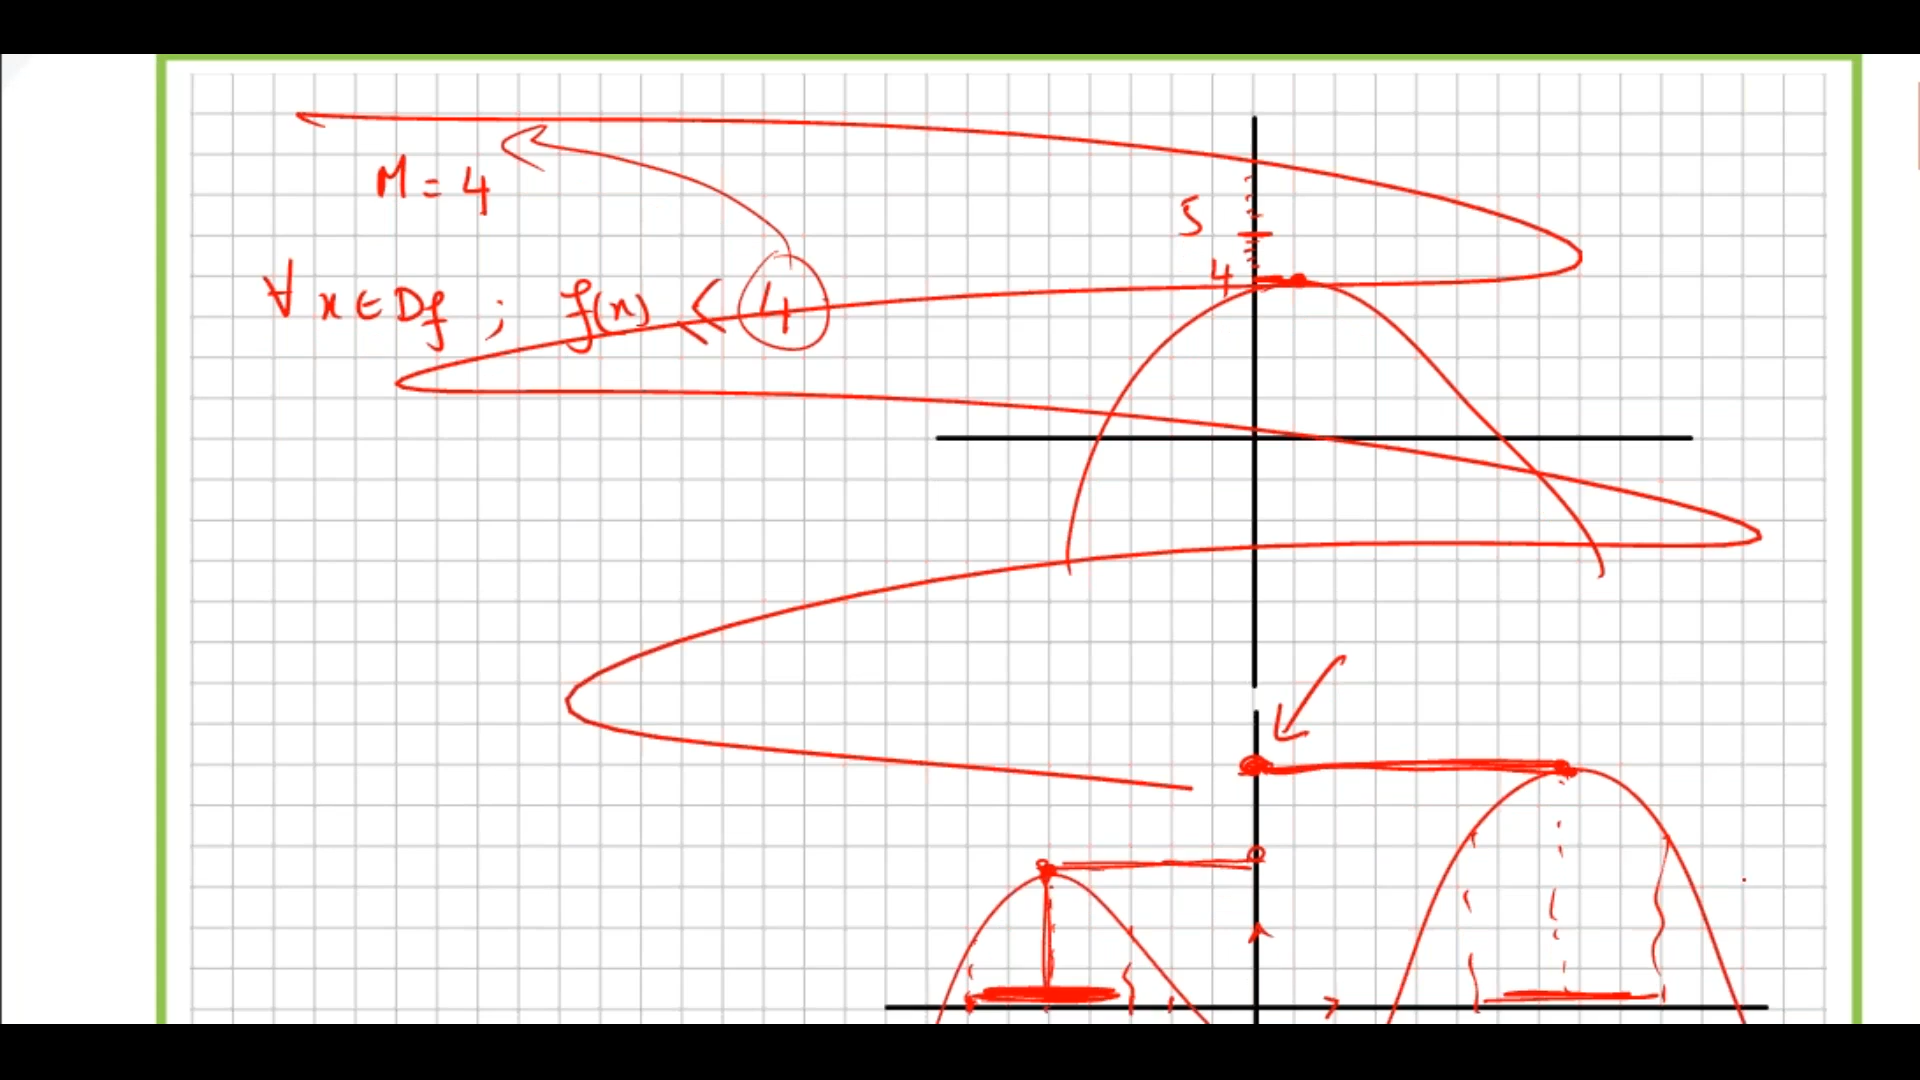 M = 4
5
4
∀ x ∈ Df ; f(x) < 4